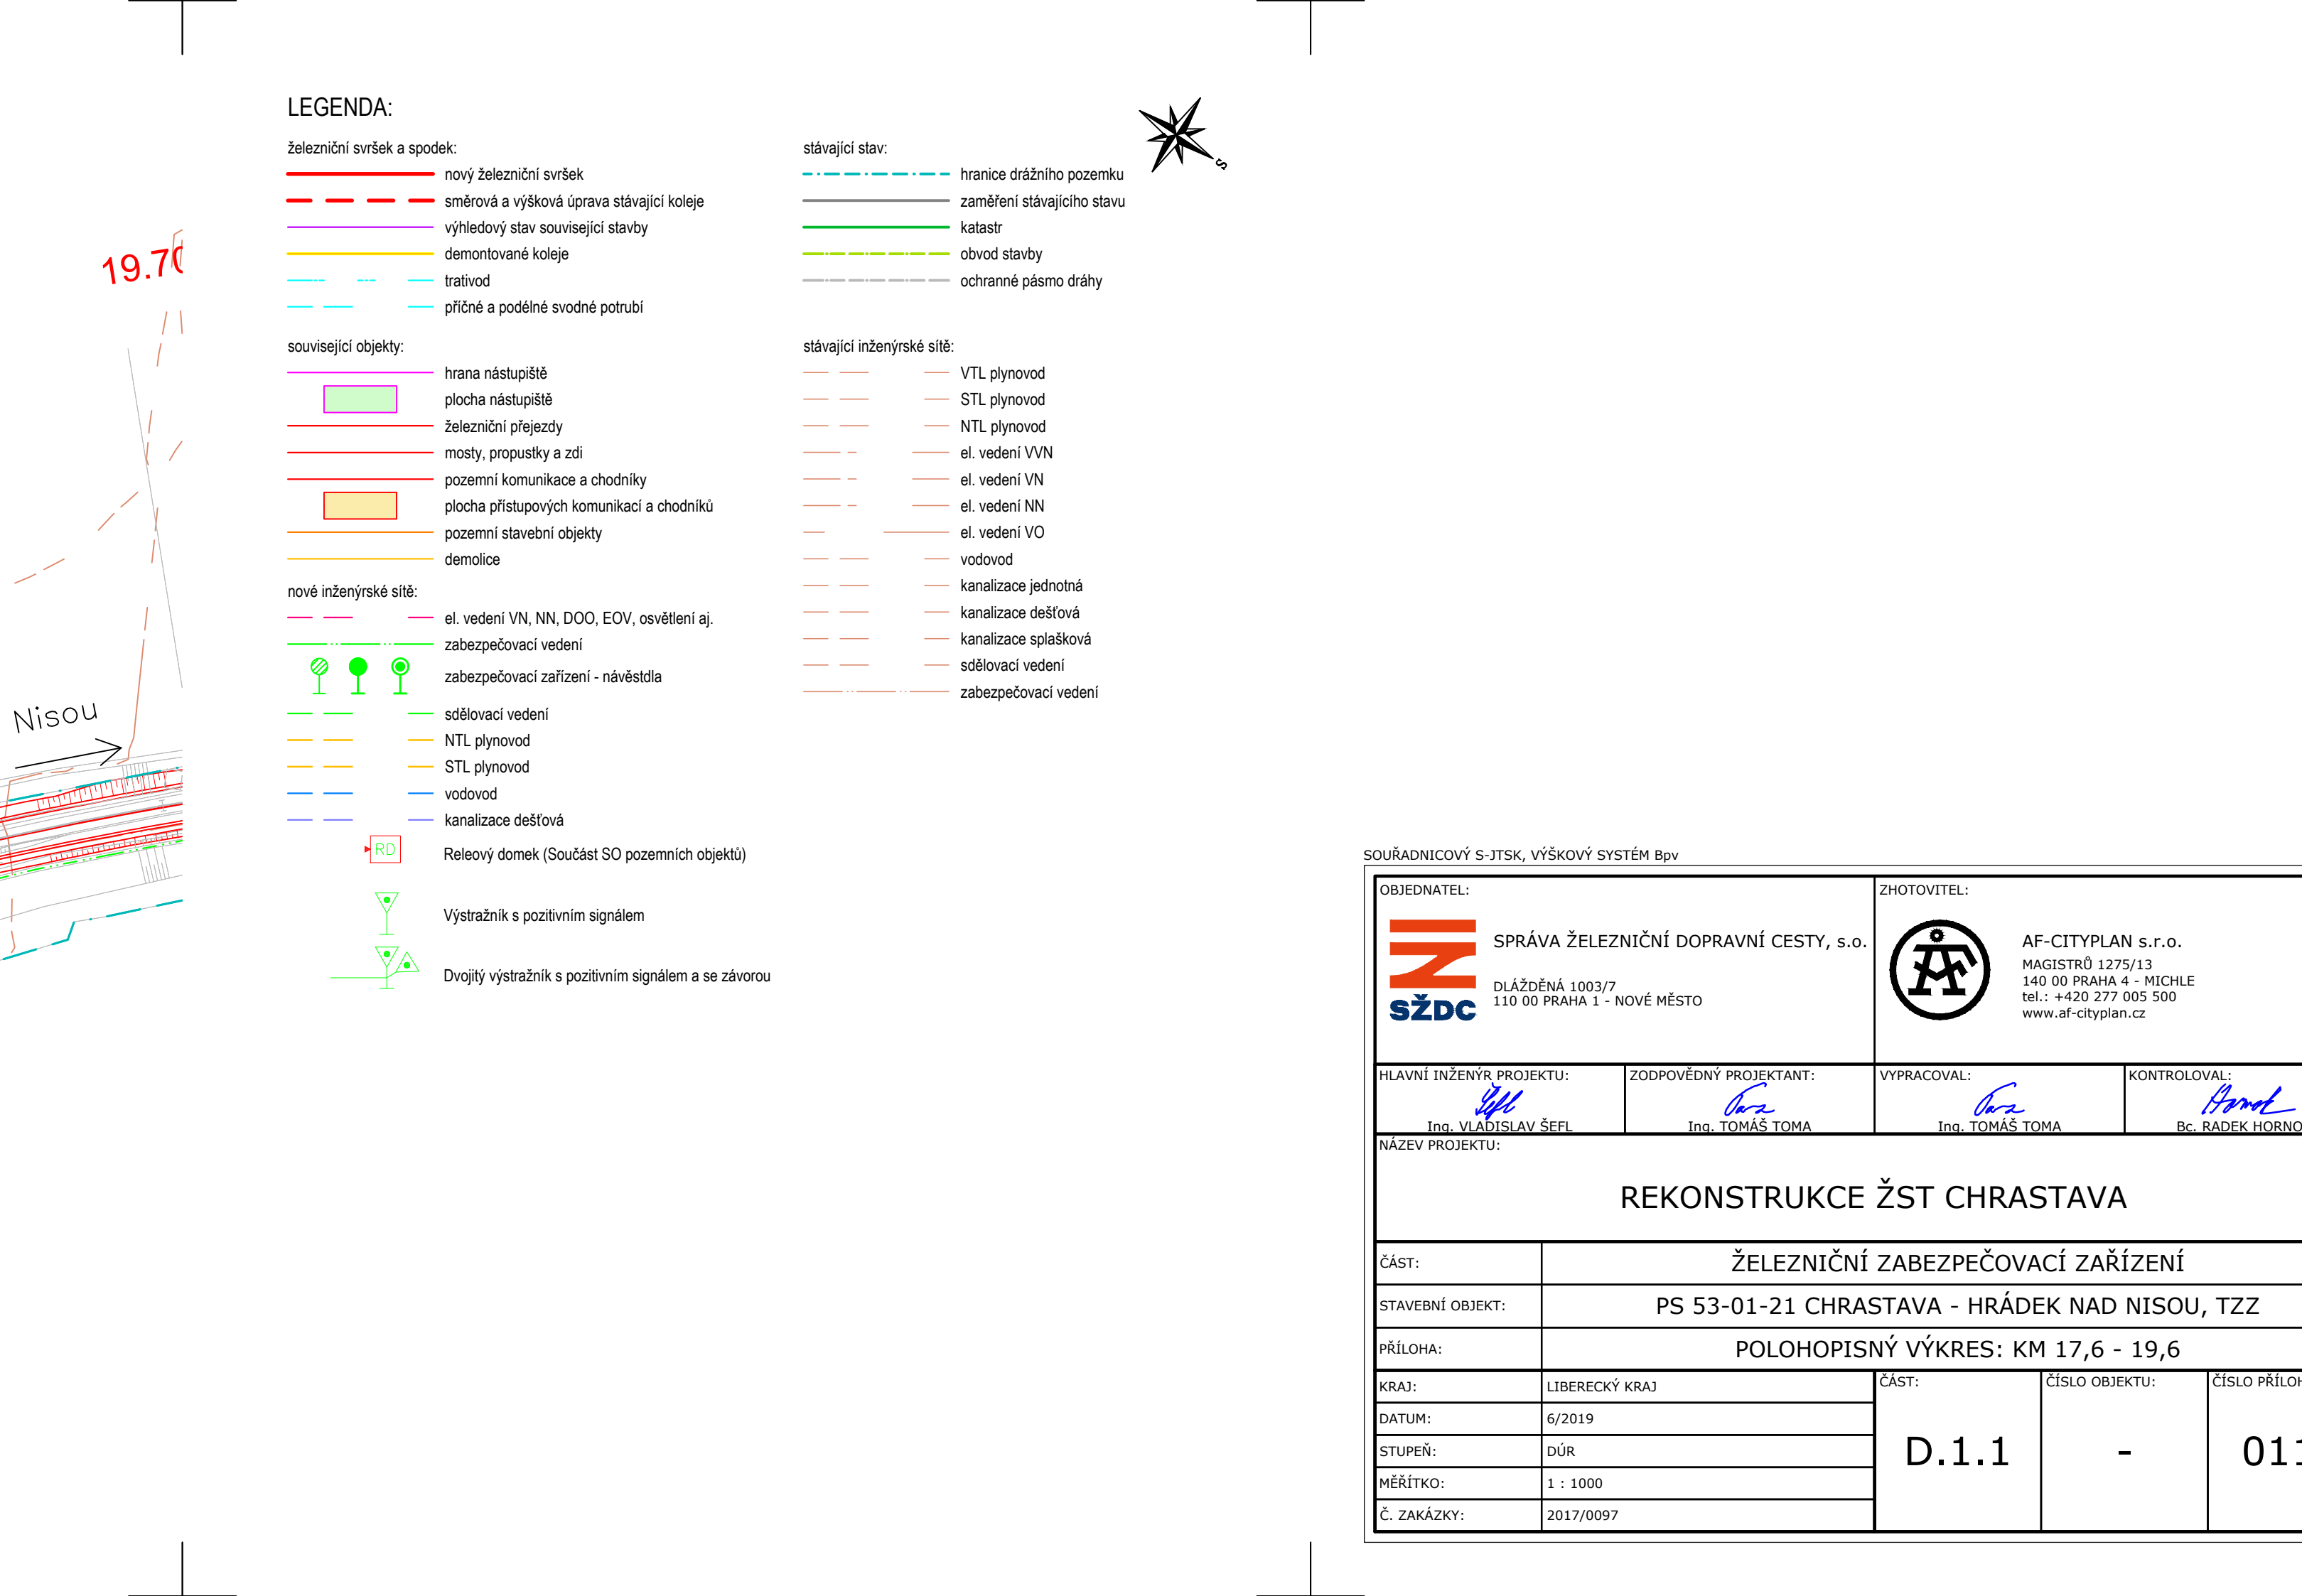 19.70
Nisou
LEGENDA:
železniční svršek a spodek:
nový železniční svršek
směrová a výšková úprava stávající koleje
výhledový stav související stavby
demontované koleje
trativod
příčné a podélné svodné potrubí
související objekty:
hrana nástupiště
plocha nástupiště
železniční přejezdy
mosty, propustky a zdi
pozemní komunikace a chodníky
plocha přístupových komunikací a chodníků
pozemní stavební objekty
demolice
nové inženýrské sítě:
el. vedení VN, NN, DOO, EOV, osvětlení aj.
zabezpečovací vedení
zabezpečovací zařízení - návěstdla
sdělovací vedení
NTL plynovod
STL plynovod
vodovod
kanalizace dešťová
RD
Releový domek (Součást SO pozemních objektů)
Výstražník s pozitivním signálem
Dvojitý výstražník s pozitivním signálem a se závorou
stávající stav:
hranice drážního pozemku
zaměření stávajícího stavu
katastr
obvod stavby
ochranné pásmo dráhy
S
stávající inženýrské sítě:
VTL plynovod
STL plynovod
NTL plynovod
el. vedení VVN
el. vedení VN
el. vedení NN
el. vedení VO
vodovod
kanalizace jednotná
kanalizace dešťová
kanalizace splašková
sdělovací vedení
zabezpečovací vedení
SOUŘADNICOVÝ S-JTSK, VÝŠKOVÝ SYSTÉM Bpv
OBJEDNATEL:
SŽDC
SPRÁVA ŽELEZNIČNÍ DOPRAVNÍ CESTY, s.o.
DLÁŽDĚNÁ 1003/7
110 00 PRAHA 1 - NOVÉ MĚSTO
ZHOTOVITEL:
AF-CITYPLAN s.r.o.
MAGISTRŮ 1275/13
140 00 PRAHA 4 - MICHLE
tel.: +420 277 005 500
www.af-cityplan.cz
HLAVNÍ INŽENÝR PROJEKTU:
Ing. VLADISLAV ŠEFL
ZODPOVĚDNÝ PROJEKTANT:
Ing. TOMÁŠ TOMA
VYPRACOVAL:
Ing. TOMÁŠ TOMA
KONTROLOVAL:
Bc. RADEK HORNO
NÁZEV PROJEKTU:
REKONSTRUKCE ŽST CHRASTAVA
ČÁST:
ŽELEZNIČNÍ ZABEZPEČOVACÍ ZAŘÍZENÍ
STAVEBNÍ OBJEKT:
PS 53-01-21 CHRASTAVA - HRÁDEK NAD NISOU, TZZ
PŘÍLOHA:
POLOHOPISNÝ VÝKRES: KM 17,6 - 19,6
KRAJ:
LIBERECKÝ KRAJ
DATUM:
6/2019
STUPEŇ:
DÚR
MĚŘÍTKO:
1 : 1000
Č. ZAKÁZKY:
2017/0097
ČÁST:
D.1.1
ČÍSLO OBJEKTU:
-
ČÍSLO PŘÍLOH
011